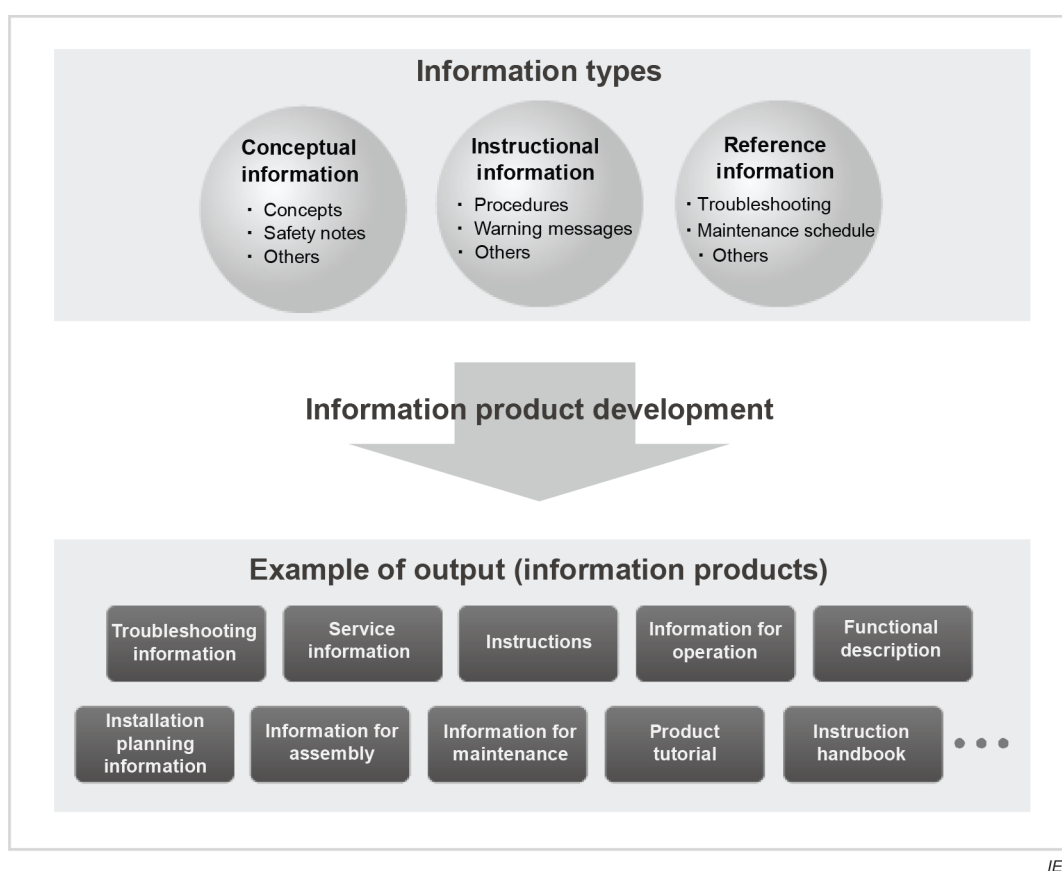 Information types
Conceptual
information
· Concepts
· Safety notes
· Others
Instructional
information
· Procedures
· Warning messages
· Others
Reference
information
· Troubleshooting
· Maintenance schedule
· Others
Information product development
Example of output (information products)
Troubleshooting
information
Service
information
Instructions
Information for
operation
Functional
description
Installation
planning
information
Information for
assembly
Information for
maintenance
Product
tutorial
Instruction
handbook
IE